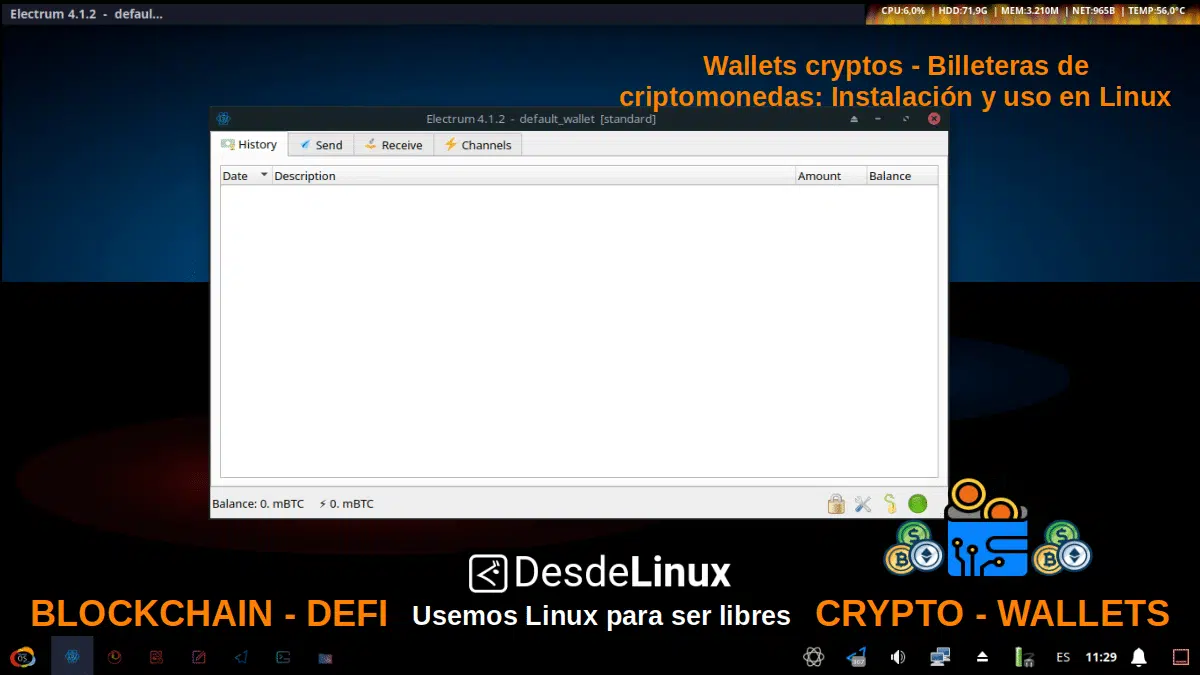 Electrum 4.1.2 - defaul...
CPU:6,0% | HDD:71,9G | MEM:3.210M | NET:965B | TEMP:56,0°C
Wallets cryptos - Billeteras de
criptomonedas: Instalación y uso en Linux
Electrum 4.1.2 - default_wallet [standard]
History Send Receive Channels
Date Description Amount Balance
Balance: 0. mBTC ⚡ 0. mBTC
DesdeLinux
BLOCKCHAIN - DEFI Usemos Linux para ser libres CRYPTO - WALLETS
ES 11:29